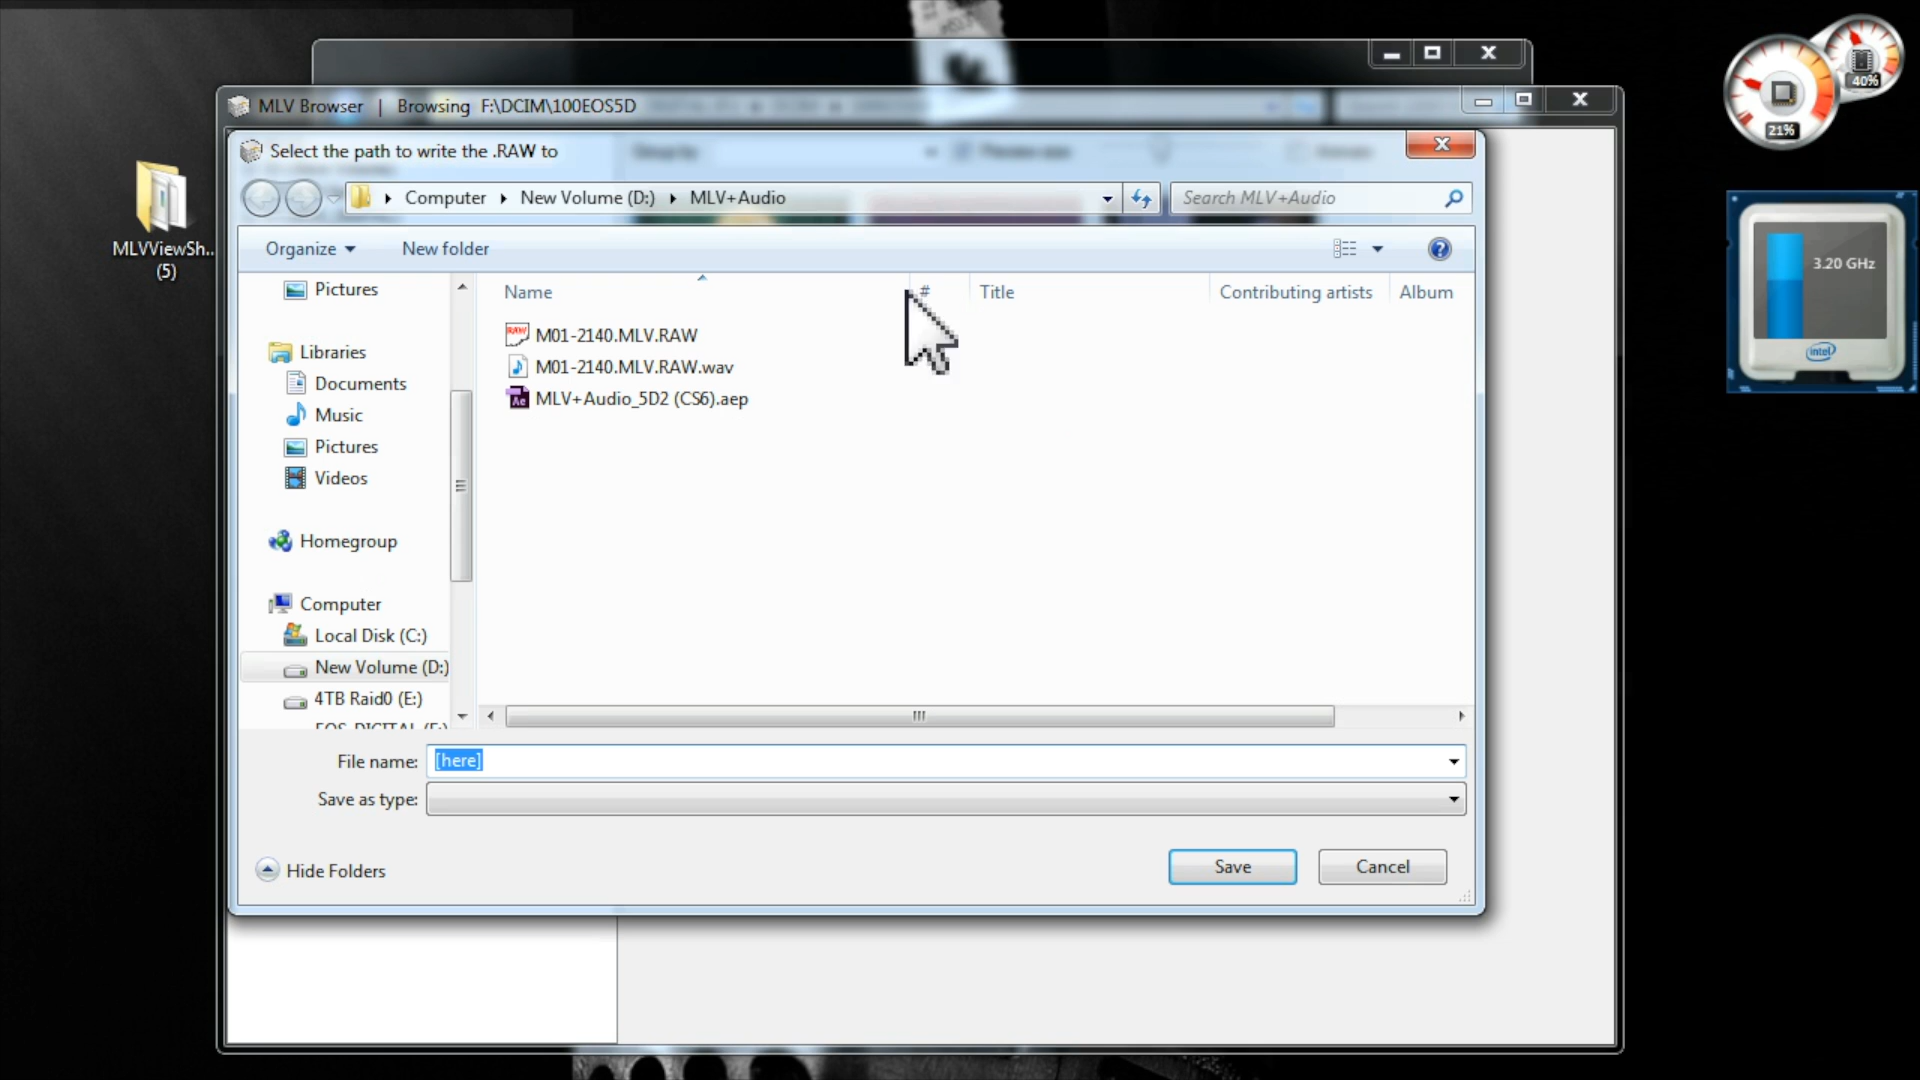 MLV Browser | Browsing F:\DCIM\100EOS5D
Select the path to write the .RAW to
Computer New Volume (D:) MLV+Audio
Search MLV+Audio
Organize New folder
Name # Title Contributing artists Album
Pictures
Libraries
Documents
Music
Pictures
Videos
Homegroup
Computer
Local Disk (C:)
New Volume (D:)
4TB Raid0 (E:)
M01-2140.MLV.RAW
M01-2140.MLV.RAW.wav
MLV+Audio_5D2 (CS6).aep
File name: [here]
Save as type:
Hide Folders
Save Cancel
MLVViewSh...
(5)
40%
21%
3.20 GHz
intel